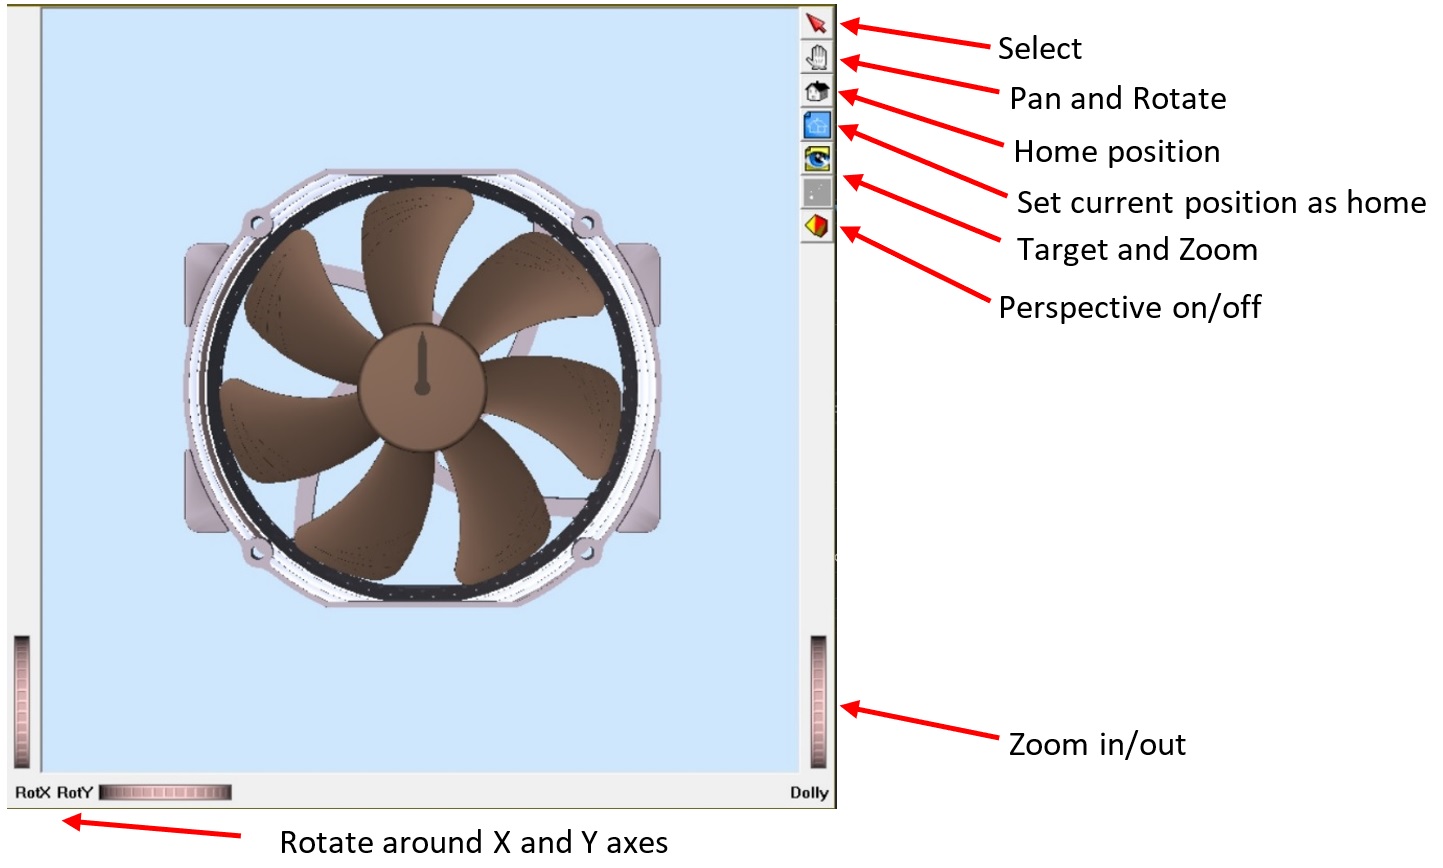 Select
Pan and Rotate
Home position
Set current position as home
Target and Zoom
Perspective on/off
Zoom in/out
RotX RotY
Dolly
Rotate around X and Y axes